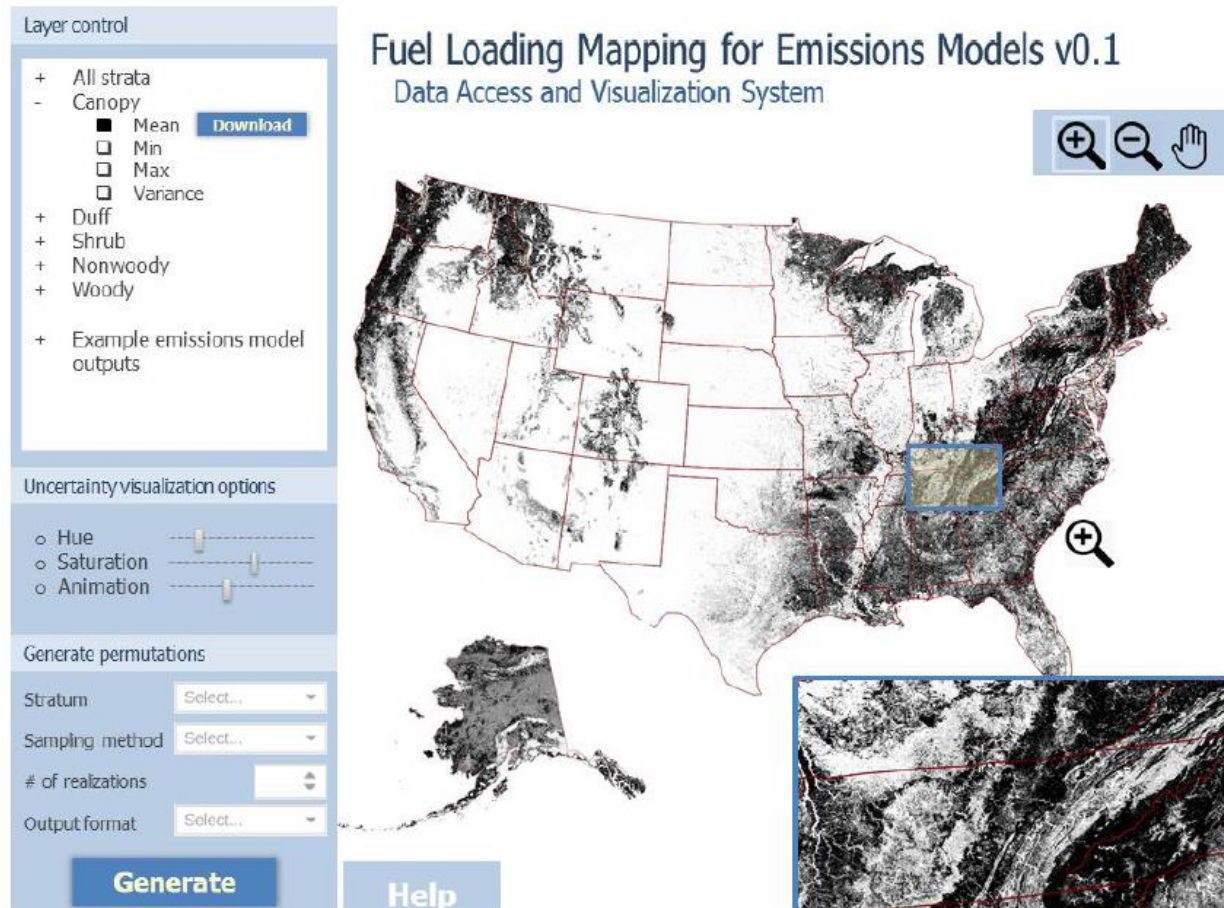 Layer control
+ All strata
- Canopy
Mean Download
Min
Max
Variance
+ Duff
+ Shrub
+ Nonwoody
+ Woody
+ Example emissions model
outputs
Uncertainty visualization options
Hue
Saturation
Animation
Generate permutations
Stratum Select...
Sampling method Select...
# of realizations
Output format Select...
Generate
Fuel Loading Mapping for Emissions Models v0.1
Data Access and Visualization System
Help